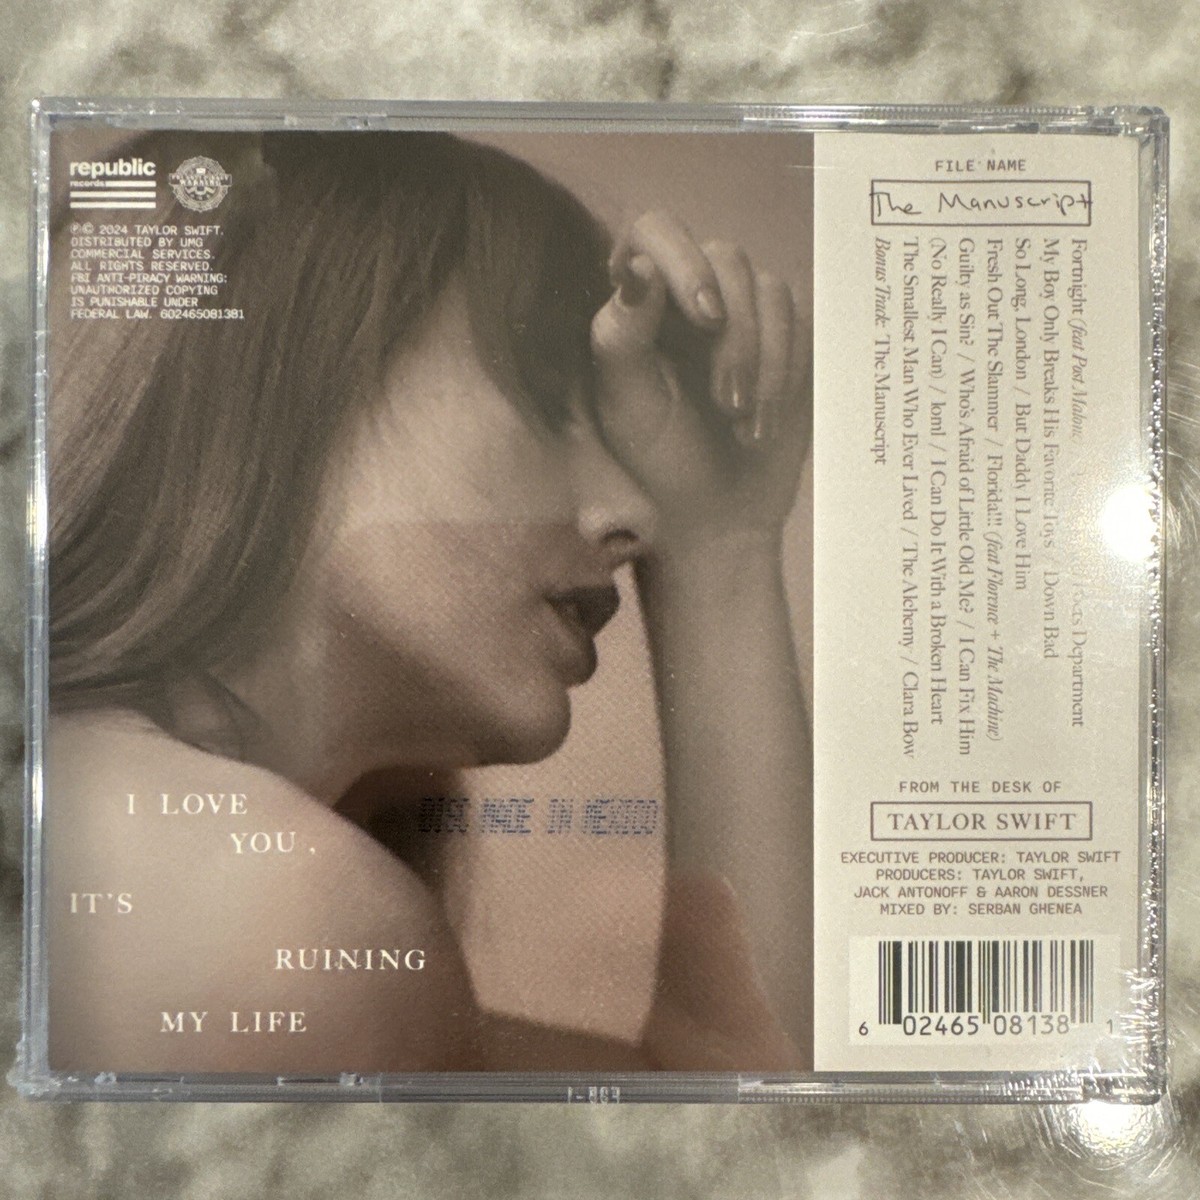 republic
records
℗© 2024 TAYLOR SWIFT.
DISTRIBUTED BY UMG
COMMERCIAL SERVICES.
ALL RIGHTS RESERVED.
FBI ANTI-PIRACY WARNING:
UNAUTHORIZED COPYING
IS PUNISHABLE UNDER
FEDERAL LAW. 602465081381
I LOVE
YOU,
IT'S
RUINING
MY LIFE
DISC MADE IN MEXICO
FILE NAME
The Manuscript
Fortnight (feat Post Malone Poets Department
My Boy Only Breaks His Favorite Toys Down Bad
So Long, London / But Daddy I Love Him
Fresh Out The Slammer / Florida!!! (feat Florence + The Machine)
Guilty as Sin? / Who's Afraid of Little Old Me? / I Can Fix Him
(No Really I Can) / loml / I Can Do It With a Broken Heart
The Smallest Man Who Ever Lived / The Alchemy / Clara Bow
Bonus Track: The Manuscript
FROM THE DESK OF
TAYLOR SWIFT
EXECUTIVE PRODUCER: TAYLOR SWIFT
PRODUCERS: TAYLOR SWIFT,
JACK ANTONOFF & AARON DESSNER
MIXED BY: SERBAN GHENEA
6 02465 08138 1